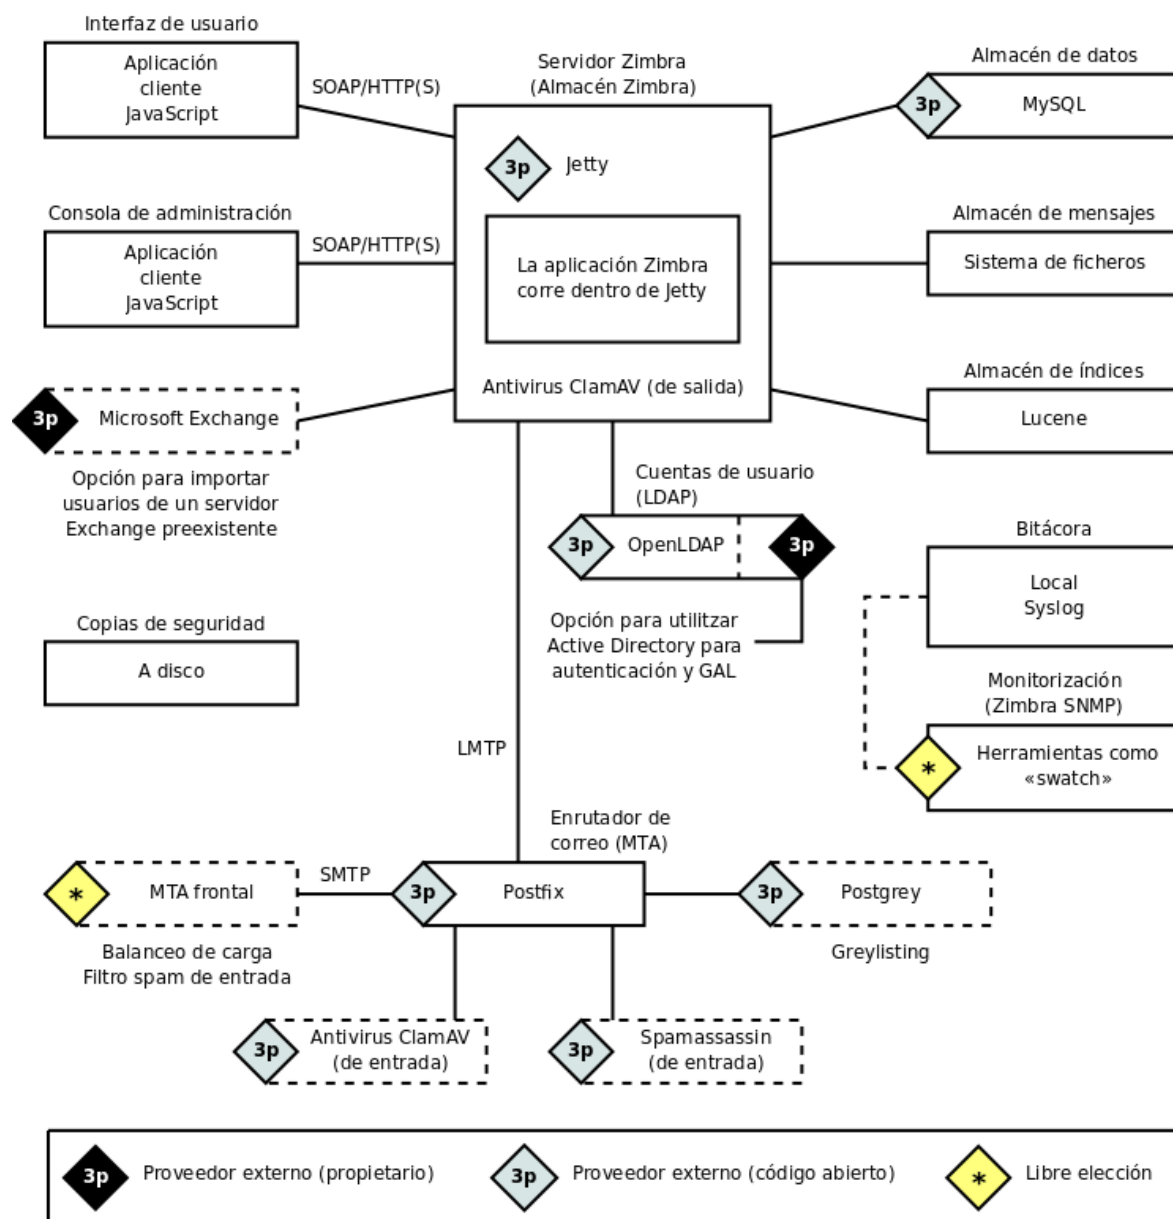 Interfaz de usuario
Aplicación
cliente
JavaScript
SOAP/HTTP(S)
Servidor Zimbra
(Almacén Zimbra)
3p
Jetty
La aplicación Zimbra
corre dentro de Jetty
Antivirus ClamAV (de salida)
Almacén de datos
3p
MySQL
Consola de administración
Aplicación
cliente
JavaScript
SOAP/HTTP(S)
Almacén de mensajes
Sistema de ficheros
3p
Microsoft Exchange
Opción para importar
usuarios de un servidor
Exchange preexistente
Almacén de índices
Lucene
Cuentas de usuario
(LDAP)
3p
OpenLDAP
3p
Opción para utilitzar
Active Directory para
autenticación y GAL
Bitácora
Local
Syslog
Copias de seguridad
A disco
Monitorización
(Zimbra SNMP)
*
Herramientas como
«swatch»
LMTP
Enrutador de
correo (MTA)
*
MTA frontal
SMTP
3p
Postfix
3p
Postgrey
Balanceo de carga
Filtro spam de entrada
Greylisting
3p
Antivirus ClamAV
(de entrada)
3p
Spamassassin
(de entrada)
3p
Proveedor externo (propietario)
3p
Proveedor externo (código abierto)
*
Libre elección